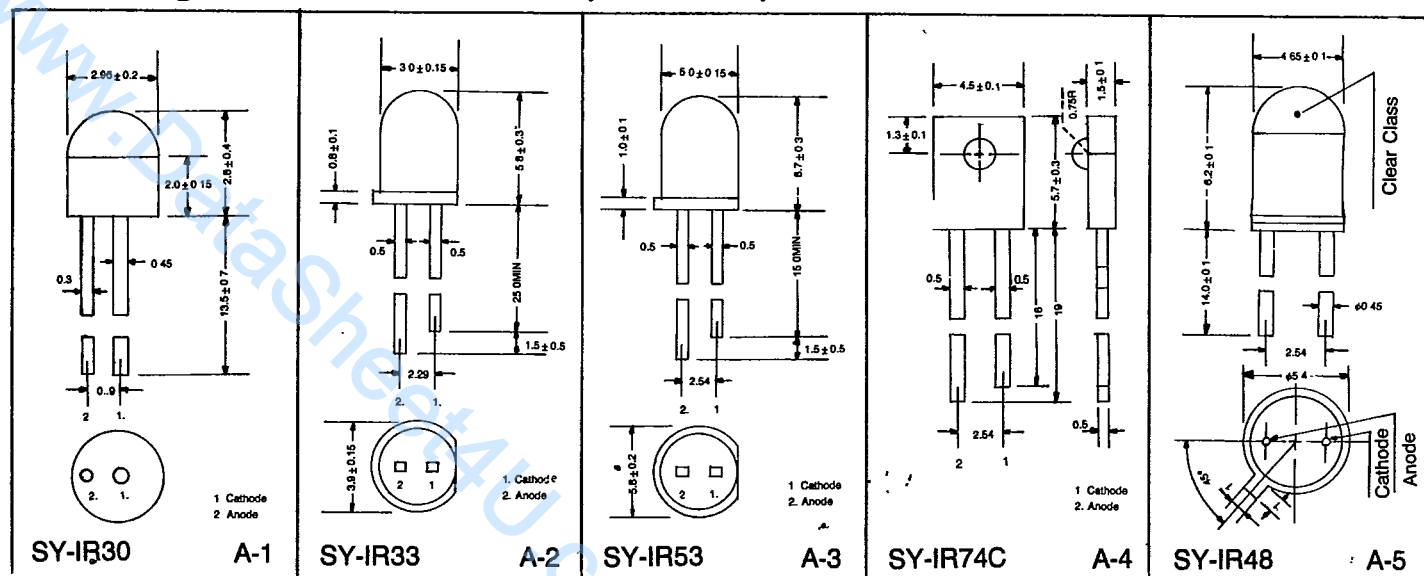 www.DataSheet4U.c
2.95±0.2
2.0±0.15
2.8±0.4
0.3
0.45
13.5±0.7
0.9
2 1.
2. 1.
1 Cathode
2 Anode
SY-IR30 A-1
3.0±0.15
0.8±0.1
5.8±0.3
0.5 0.5
25.0MIN
1.5±0.5
2.29
2. 1.
3.9±0.15
2 1
1. Cathode
2. Anode
SY-IR33 A-2
5.0±0.15
1.0±0.1
8.7±0.3
0.5 0.5
15.0MIN
1.5±0.5
2.54
2. 1
5.8±0.2
2 1
1 Cathode
2. Anode
SY-IR53 A-3
4.5±0.1
1.5±0.1
0.75R
1.3±0.1
5.7±0.3
0.5 0.5
16
19
2.54
0.5
2 1
1 Cathode
2. Anode
SY-IR74C A-4
4.65±0.1
6.2±0.1
Clear Class
14.0±0.1
φ0.45
2.54
φ5.4
45°
Cathode
Anode
SY-IR48 A-5